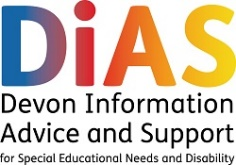 DiAS
Devon Information
Advice and Support
for Special Educational Needs and Disability